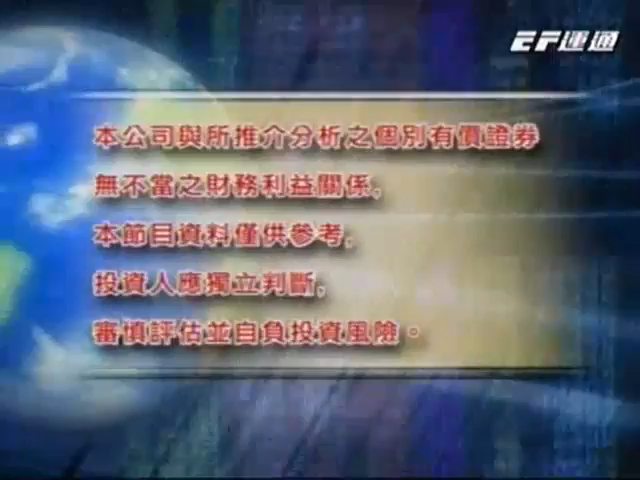 EF運通
本公司與所推介分析之個別有價證券
無不當之財務利益關係,
本節目資料僅供參考,
投資人應獨立判斷,
審慎評估並自負投資風險。